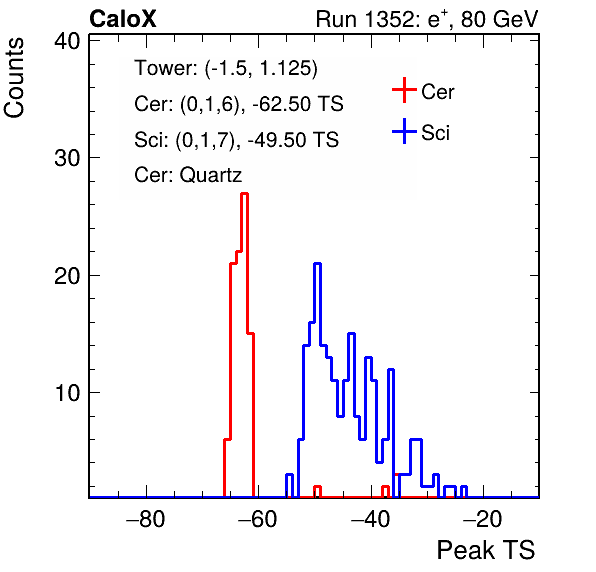 CaloX Run 1352: e⁺, 80 GeV
Counts
40
30
20
10
Tower: (-1.5, 1.125)
Cer: (0,1,6), -62.50 TS
Sci: (0,1,7), -49.50 TS
Cer: Quartz
Cer
Sci
−80 −60 −40 −20
Peak TS